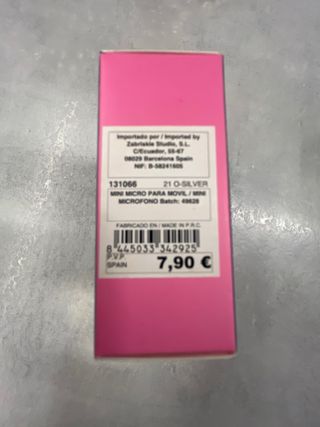 Importado por / Imported by
Zabriskie Studio, S.L.
C/Ecuador, 55-67
08029 Barcelona Spain
NIF: B-58241605
131066 21 O-SILVER
MINI MICRO PARA MOVIL / MINI
MICROFONO Batch: 49628
FABRICADO EN / MADE IN P.R.C.
8 445033 342925
P.V.P
SPAIN 7,90 €